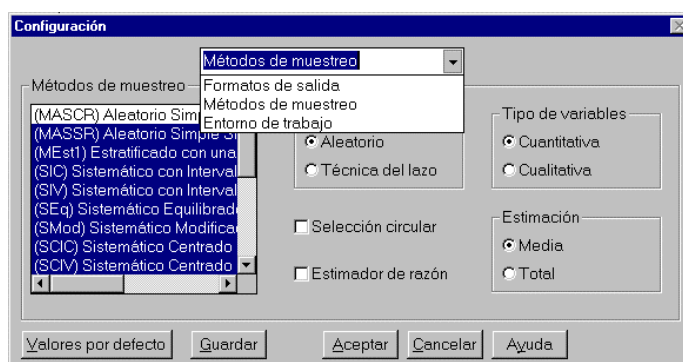 Configuración
Métodos de muestreo
Formatos de salida
Métodos de muestreo
Entorno de trabajo
Métodos de muestreo
(MASCR) Aleatorio Sim
(MASSR) Aleatorio Simple
(MEst1) Estratificado con una
(SIC) Sistemático con Interval
(SIV) Sistemático con Interval
(SEq) Sistemático Equilibrad
(SMod) Sistemático Modifica
(SCIC) Sistemático Centrado
(SCIV) Sistemático Centrado
Aleatorio
Técnica del lazo
Selección circular
Estimador de razón
Tipo de variables
Cuantitativa
Cualitativa
Estimación
Media
Total
Valores por defecto
Guardar
Aceptar
Cancelar
Ayuda